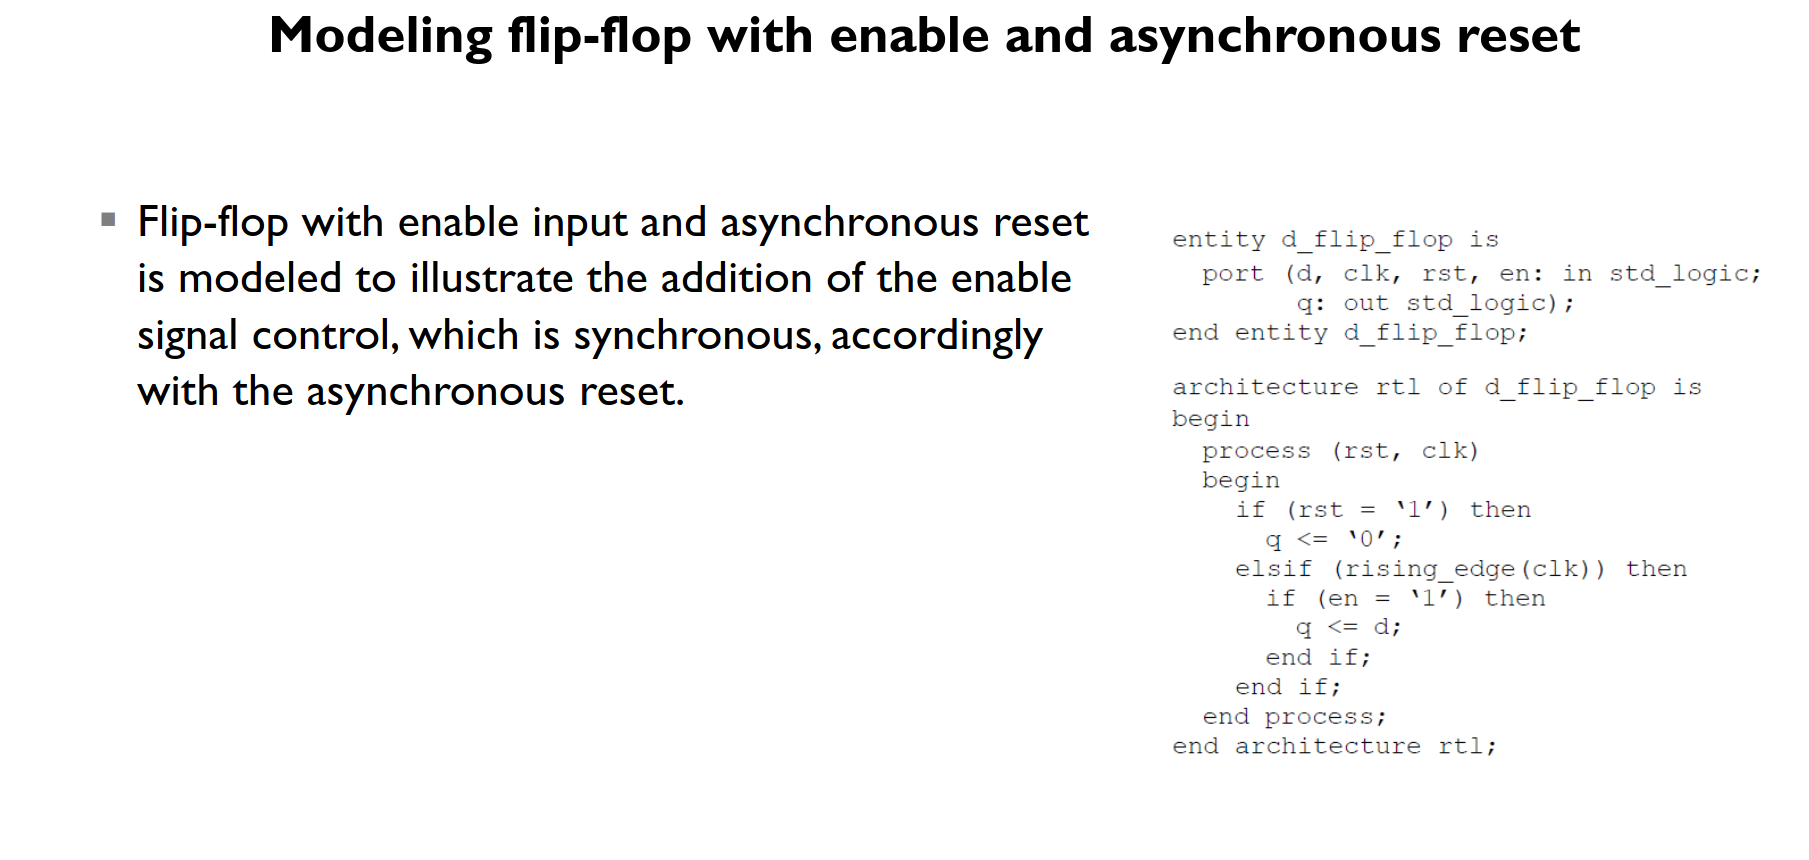 Modeling flip-flop with enable and asynchronous reset
▪ Flip-flop with enable input and asynchronous reset
is modeled to illustrate the addition of the enable
signal control, which is synchronous, accordingly
with the asynchronous reset.
entity d_flip_flop is
port (d, clk, rst, en: in std_logic;
q: out std_logic);
end entity d_flip_flop;
architecture rtl of d_flip_flop is
begin
process (rst, clk)
begin
if (rst = ‘1’) then
q <= ‘0’;
elsif (rising_edge(clk)) then
if (en = ‘1’) then
q <= d;
end if;
end if;
end process;
end architecture rtl;